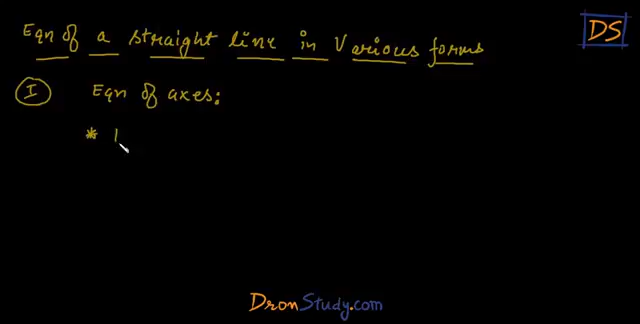 Eqn of a straight line in Various forms
DS
I Eqn of axes:
*
DronStudy.com